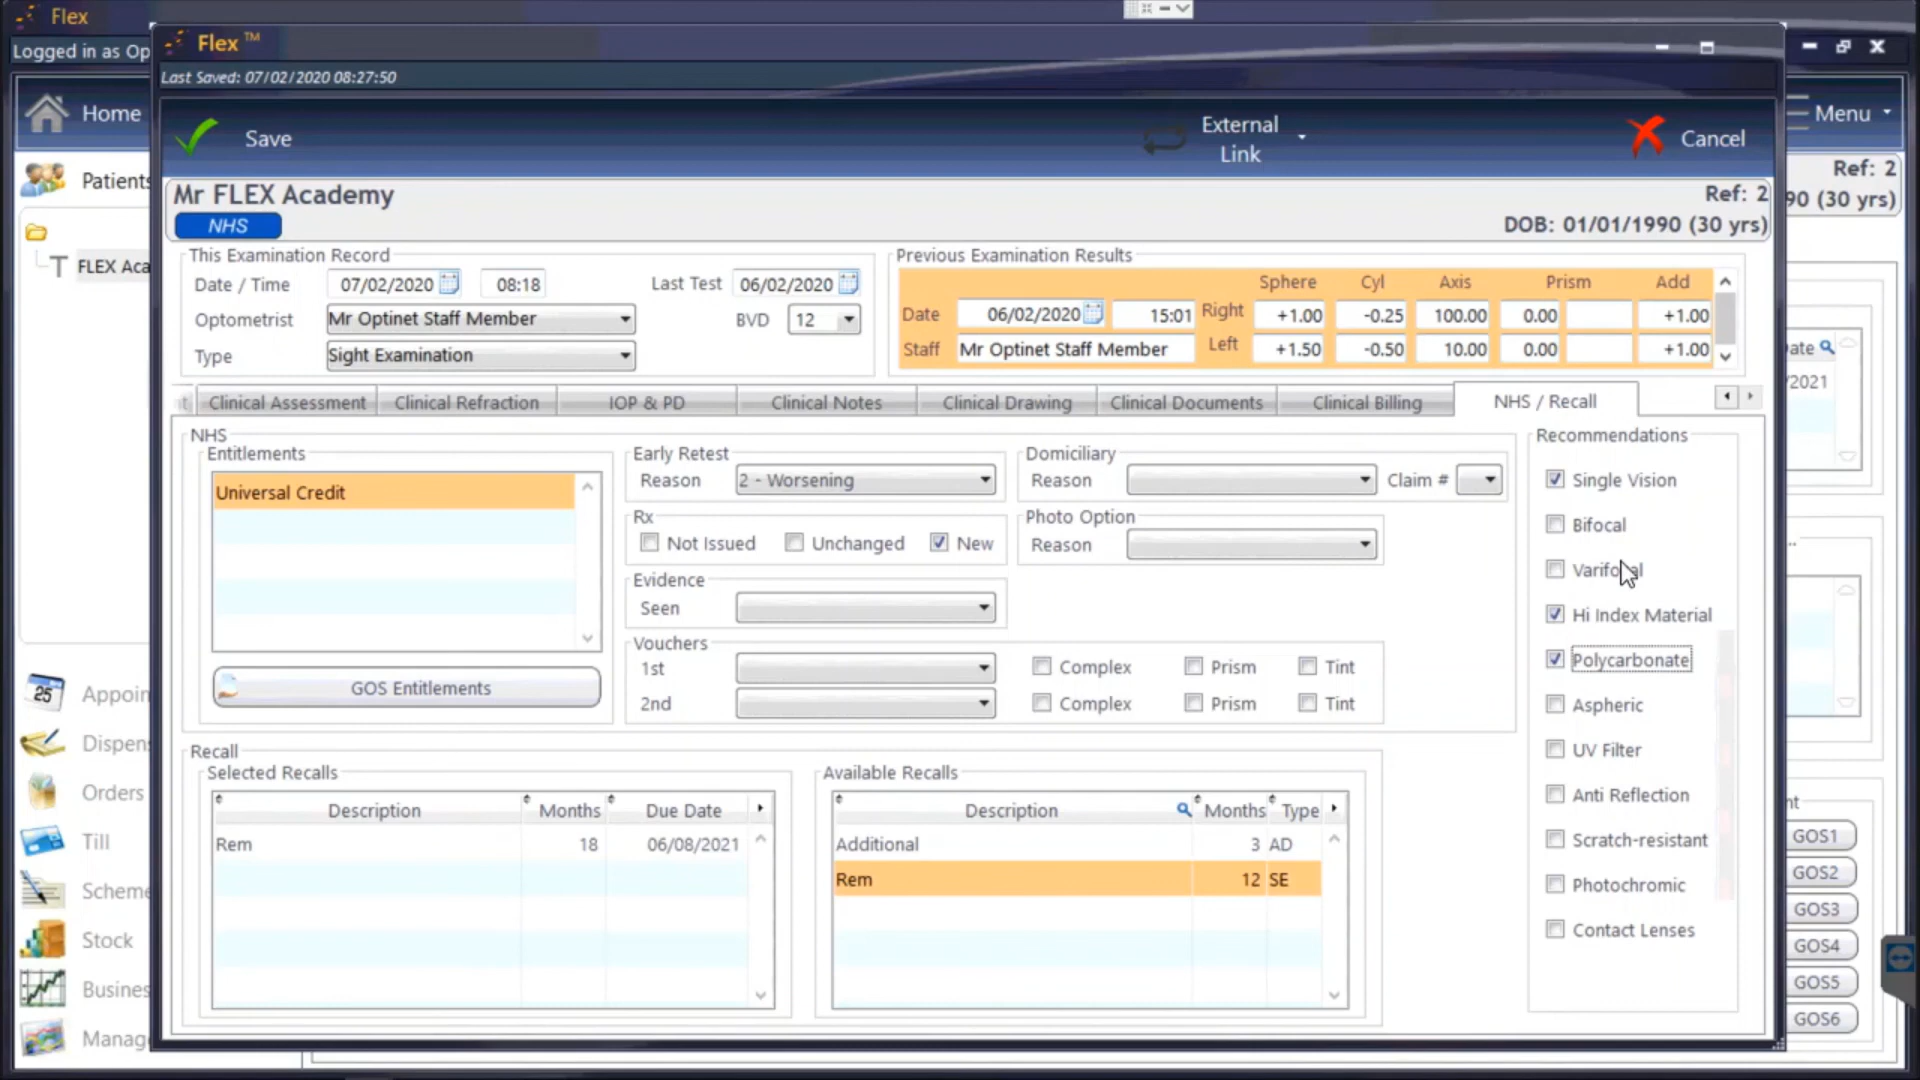 Flex
Logged in as Op
Flex ™
Last Saved: 07/02/2020 08:27:50
Home
Save
External Link
Cancel
Menu
Patients
Mr FLEX Academy
Ref: 2
Ref: 2
NHS
DOB: 01/01/1990 (30 yrs)
90 (30 yrs)
FLEX Aca
This Examination Record
Date / Time 07/02/2020 08:18 Last Test 06/02/2020
Optometrist Mr Optinet Staff Member BVD 12
Type Sight Examination
Previous Examination Results
Sphere Cyl Axis Prism Add
Date 06/02/2020 15:01 Right +1.00 -0.25 100.00 0.00 +1.00
Staff Mr Optinet Staff Member Left +1.50 -0.50 10.00 0.00 +1.00
ate
/2021
t Clinical Assessment Clinical Refraction IOP & PD Clinical Notes Clinical Drawing Clinical Documents Clinical Billing NHS / Recall
NHS
Entitlements
Universal Credit
GOS Entitlements
Early Retest
Reason 2 - Worsening
Domiciliary
Reason Claim #
Rx
Not Issued Unchanged New
Photo Option
Reason
Evidence
Seen
Vouchers
1st Complex Prism Tint
2nd Complex Prism Tint
Recommendations
Single Vision
Bifocal
Varifocal
Hi Index Material
Polycarbonate
Aspheric
UV Filter
Anti Reflection
Scratch-resistant
Photochromic
Contact Lenses
Recall
Selected Recalls
Description Months Due Date
Rem 18 06/08/2021
Available Recalls
Description Months Type
Additional 3 AD
Rem 12 SE
25
Appoin
Dispens
Orders
Till
Scheme
Stock
Busines
Manag
nt
GOS1
GOS2
GOS3
GOS4
GOS5
GOS6